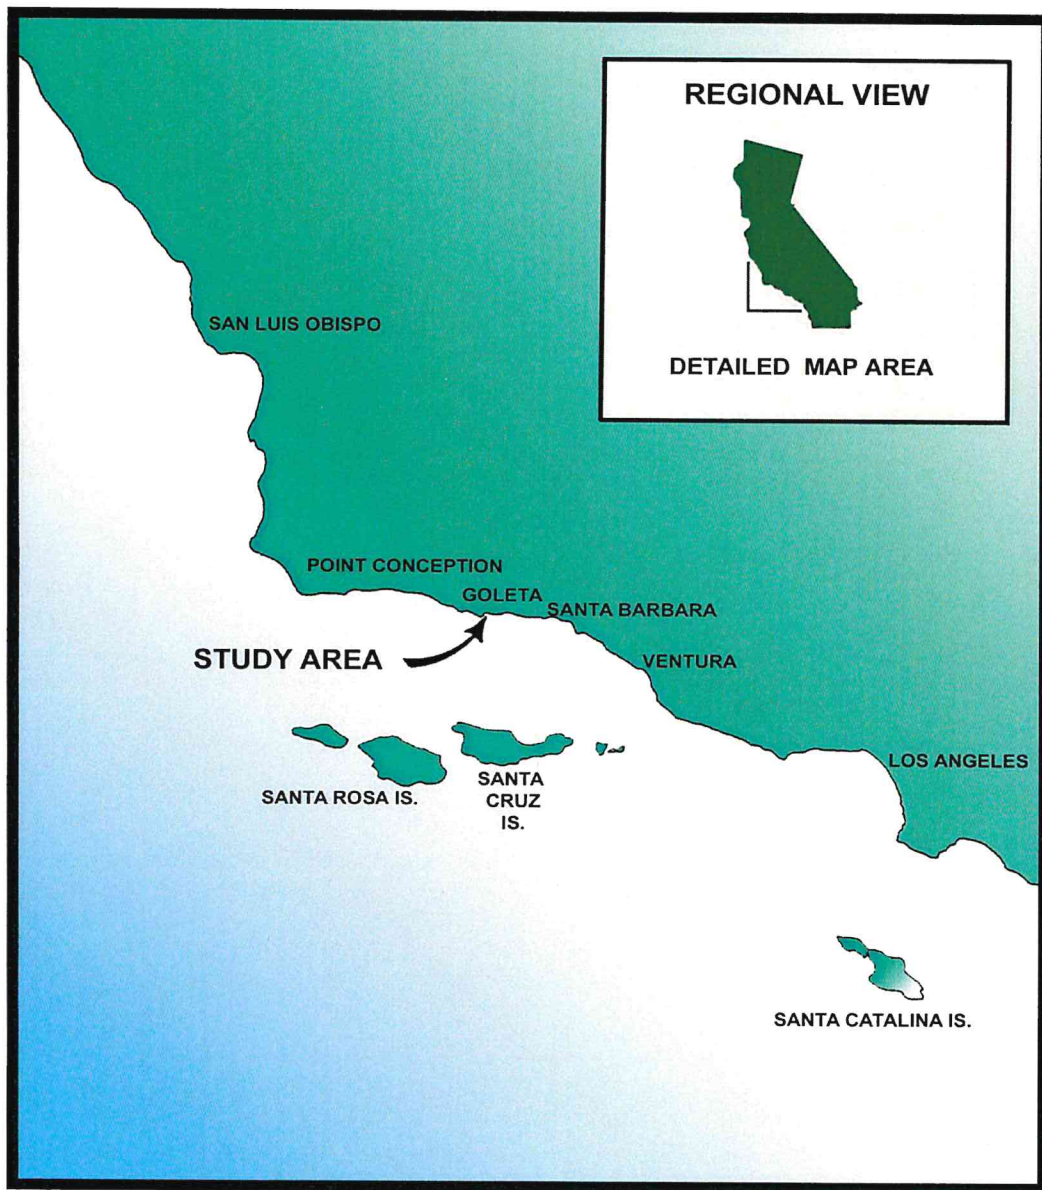 REGIONAL VIEW
DETAILED MAP AREA
SAN LUIS OBISPO
POINT CONCEPTION
GOLETA
SANTA BARBARA
STUDY AREA
VENTURA
LOS ANGELES
SANTA ROSA IS.
SANTA
CRUZ
IS.
SANTA CATALINA IS.